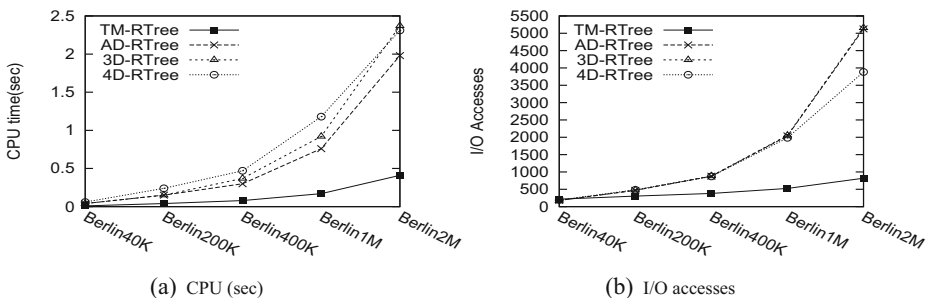 2.5
2
1.5
1
0.5
0
CPU time(sec)
TM-RTree
AD-RTree
3D-RTree
4D-RTree
Berlin40K
Berlin200K
Berlin400K
Berlin1M
Berlin2M
(a) CPU (sec)
5500
5000
4500
4000
3500
3000
2500
2000
1500
1000
500
0
I/O Accesses
TM-RTree
AD-RTree
3D-RTree
4D-RTree
Berlin40K
Berlin200K
Berlin400K
Berlin1M
Berlin2M
(b) I/O accesses